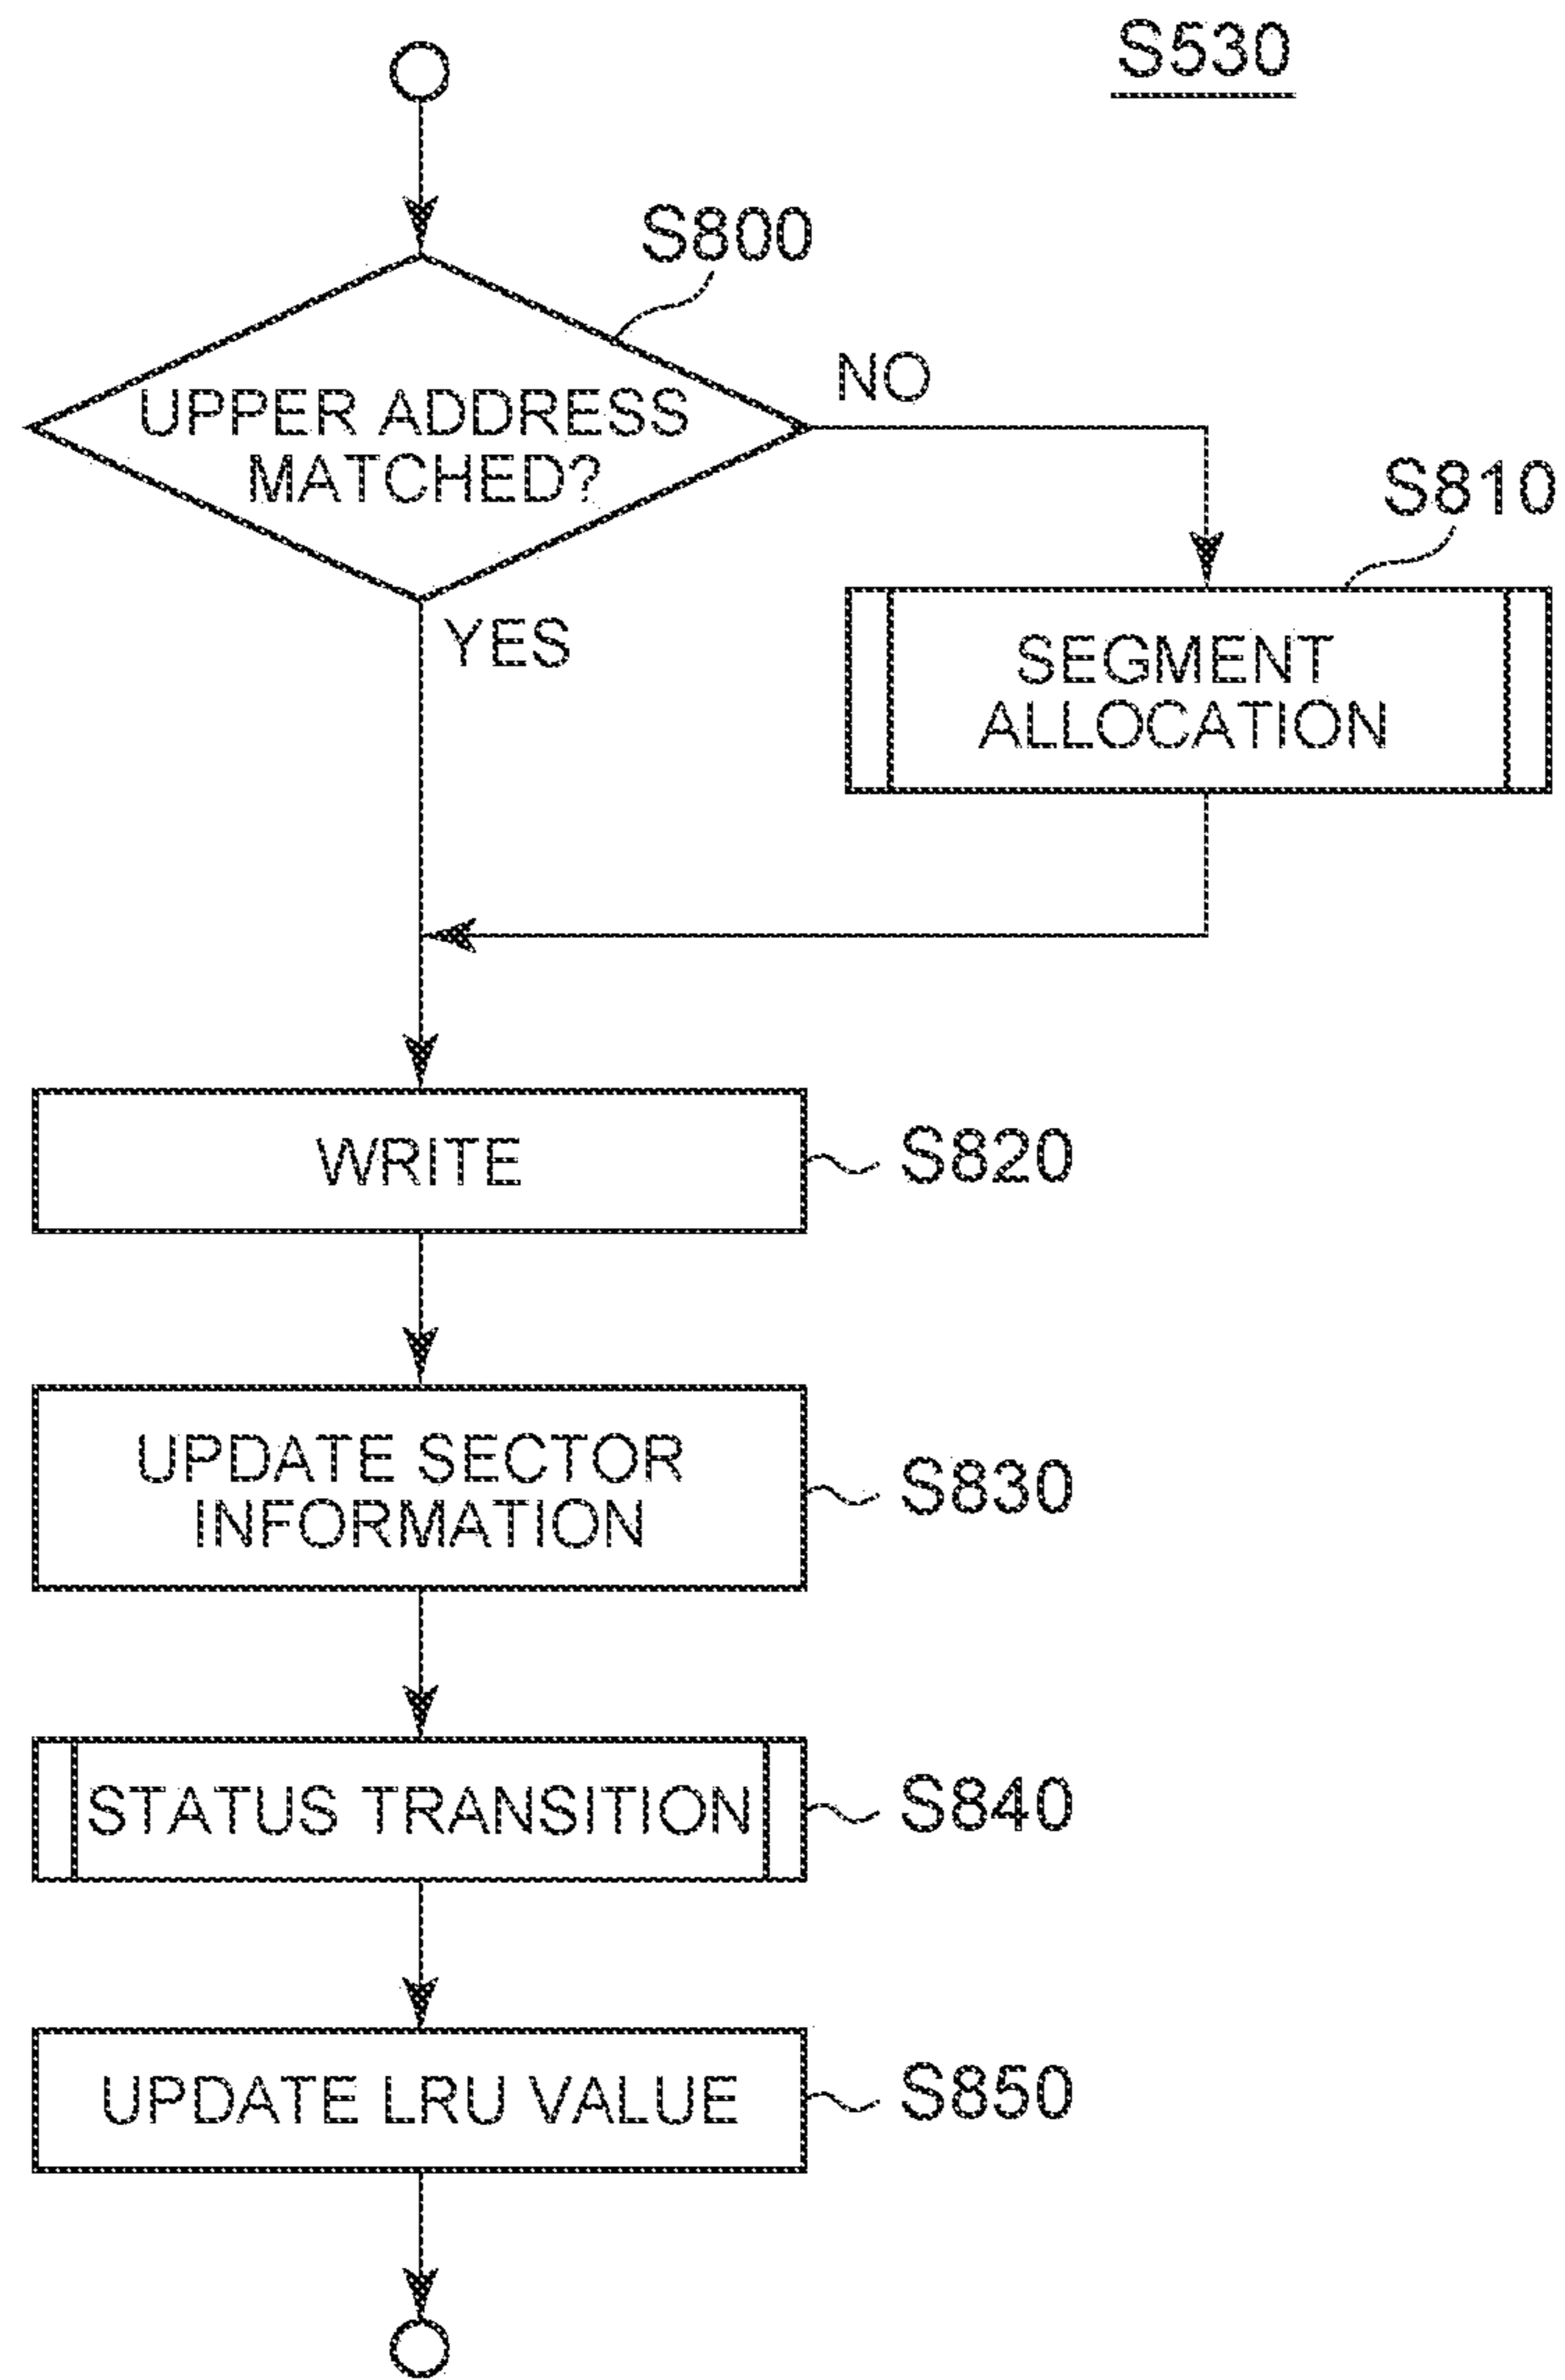 S530
S800
UPPER ADDRESS
MATCHED?
NO
YES
S810
SEGMENT
ALLOCATION
WRITE
S820
UPDATE SECTOR
INFORMATION
S830
STATUS TRANSITION
S840
UPDATE LRU VALUE
S850